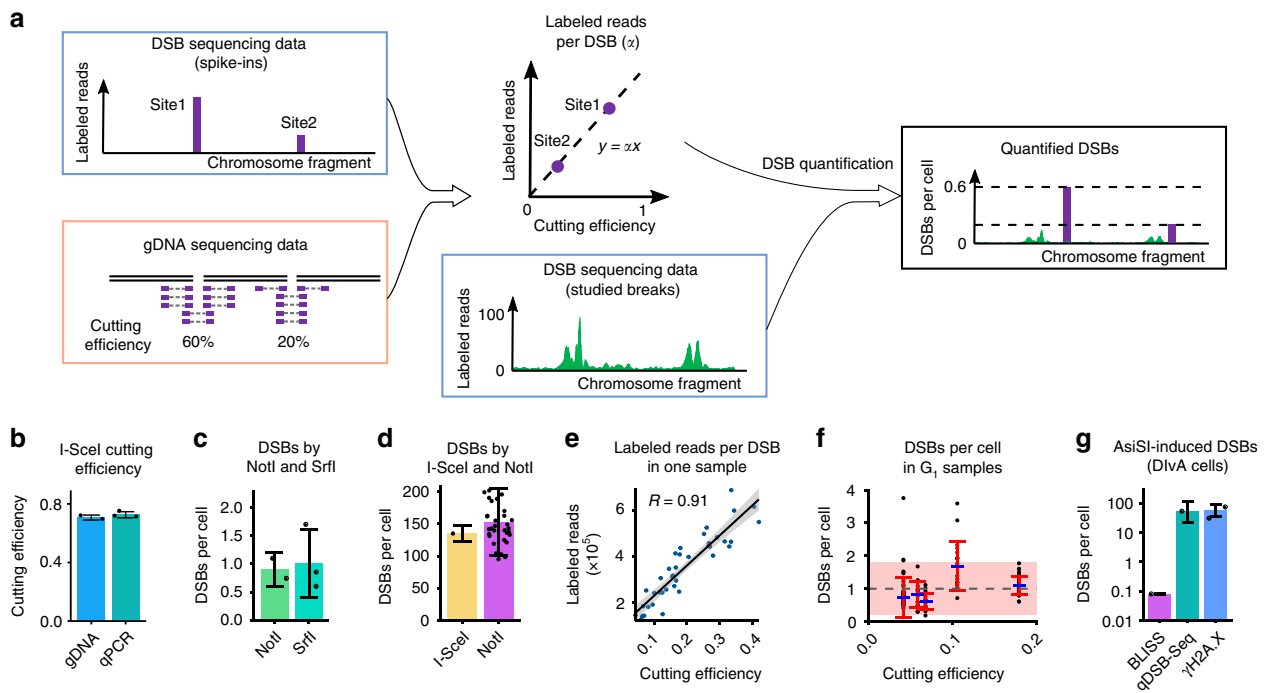 a
DSB sequencing data
(spike-ins)
Labeled reads
Site1
Site2
Chromosome fragment
gDNA sequencing data
Cutting
efficiency
60%
20%
Labeled reads
per DSB (α)
Labeled reads
Site1
Site2
y = αx
0
1
Cutting efficiency
DSB sequencing data
(studied breaks)
Labeled reads
100
0
Chromosome fragment
DSB quantification
Quantified DSBs
DSBs per cell
0.6
0
Chromosome fragment
b
I-SceI cutting
efficiency
Cutting efficiency
0.8
0.4
0.0
gDNA
qPCR
c
DSBs by
NotI and SrfI
DSBs per cell
2.0
1.5
1.0
0.5
0.0
NotI
SrfI
d
DSBs by
I-SceI and NotI
DSBs per cell
200
150
100
50
0
I-SceI
NotI
e
Labeled reads per DSB
in one sample
R = 0.91
Labeled reads
(×10⁵)
6
4
2
0.1
0.2
0.3
0.4
Cutting efficiency
f
DSBs per cell
in G₁ samples
DSBs per cell
4
3
2
1
0
0.0
0.1
0.2
Cutting efficiency
g
AsiSI-induced DSBs
(DIvA cells)
DSBs per cell
100
10
1
0.1
0.01
BLISS
qDSB-Seq
γH2A.X